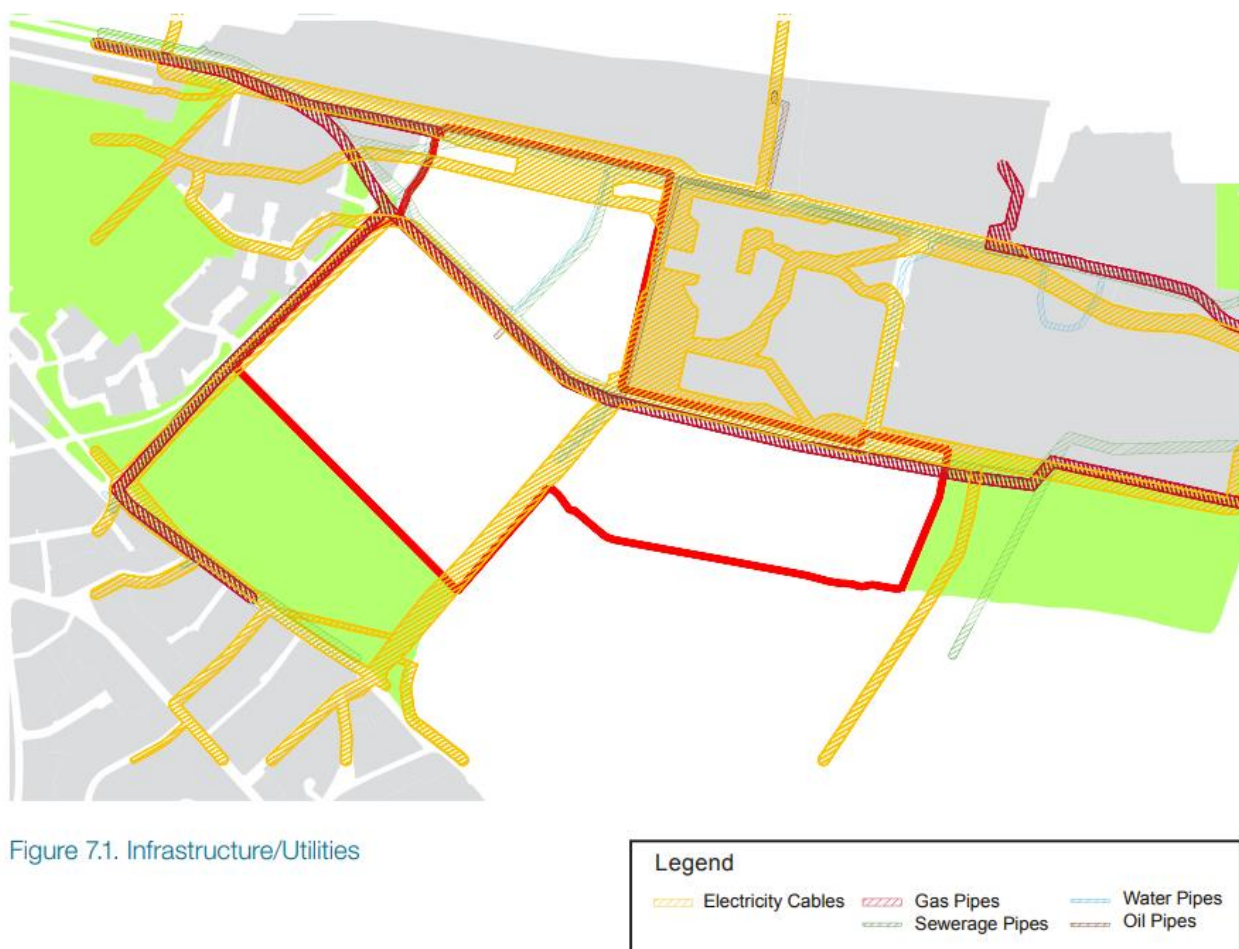 Figure 7.1. Infrastructure/Utilities
Legend
Electricity Cables
Gas Pipes
Water Pipes
Sewerage Pipes
Oil Pipes